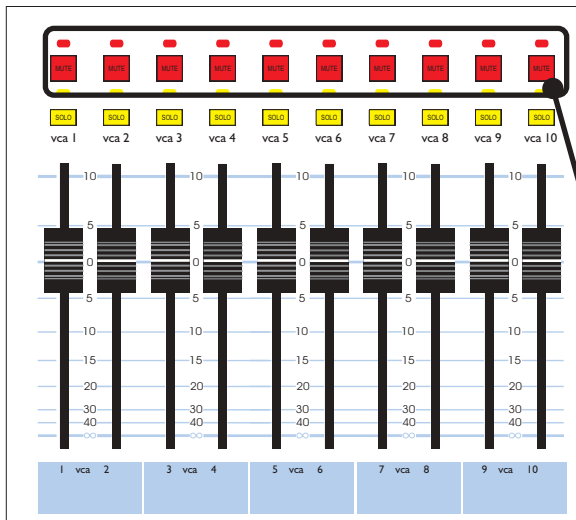 MUTE MUTE MUTE MUTE MUTE MUTE MUTE MUTE MUTE MUTE
SOLO SOLO SOLO SOLO SOLO SOLO SOLO SOLO SOLO SOLO
vca 1 vca 2 vca 3 vca 4 vca 5 vca 6 vca 7 vca 8 vca 9 vca 10
10 10 10 10 10
5 5 5 5 5
0 0 0 0 0
5 5 5 5 5
10 10 10 10 10
15 15 15 15 15
20 20 20 20 20
30 30 30 30 30
40 40 40 40 40
∞ ∞ ∞ ∞ ∞
1 vca 2 3 vca 4 5 vca 6 7 vca 8 9 vca 10